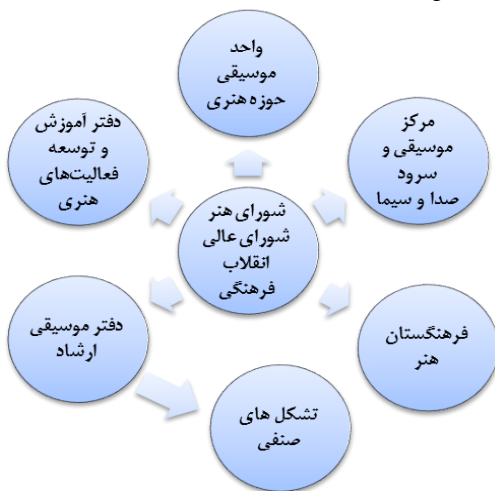 واحد
موسیقی
حوزه هنری
مرکز
موسیقی و
سرود
صدا و سیما
دفتر آموزش
و توسعه
فعالیت‌های
هنری
شورای هنر
شورای عالی
انقلاب
فرهنگی
فرهنگستان
هنر
دفتر موسیقی
ارشاد
تشکل های
صنفی